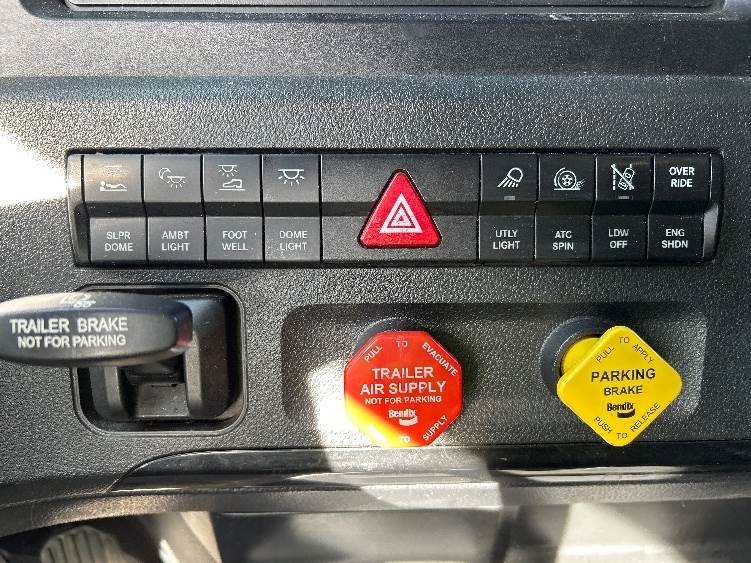 OVER
RIDE
SLPR
DOME
AMBT
LIGHT
FOOT
WELL
DOME
LIGHT
UTLY
LIGHT
ATC
SPIN
LDW
OFF
ENG
SHDN
TRAILER BRAKE
NOT FOR PARKING
PULL TO EVACUATE
TRAILER
AIR SUPPLY
NOT FOR PARKING
Bendix
TO SUPPLY
PULL TO APPLY
PARKING
BRAKE
Bendix
PUSH TO RELEASE